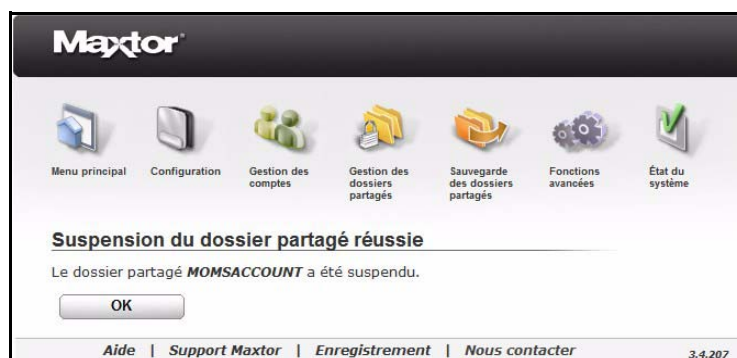 Maxtor
Menu principal
Configuration
Gestion des
comptes
Gestion des
dossiers
partagés
Sauvegarde
des dossiers
partagés
Fonctions
avancées
État du
système
Suspension du dossier partagé réussie
Le dossier partagé MOMSACCOUNT a été suspendu.
OK
Aide | Support Maxtor | Enregistrement | Nous contacter
3.4.207